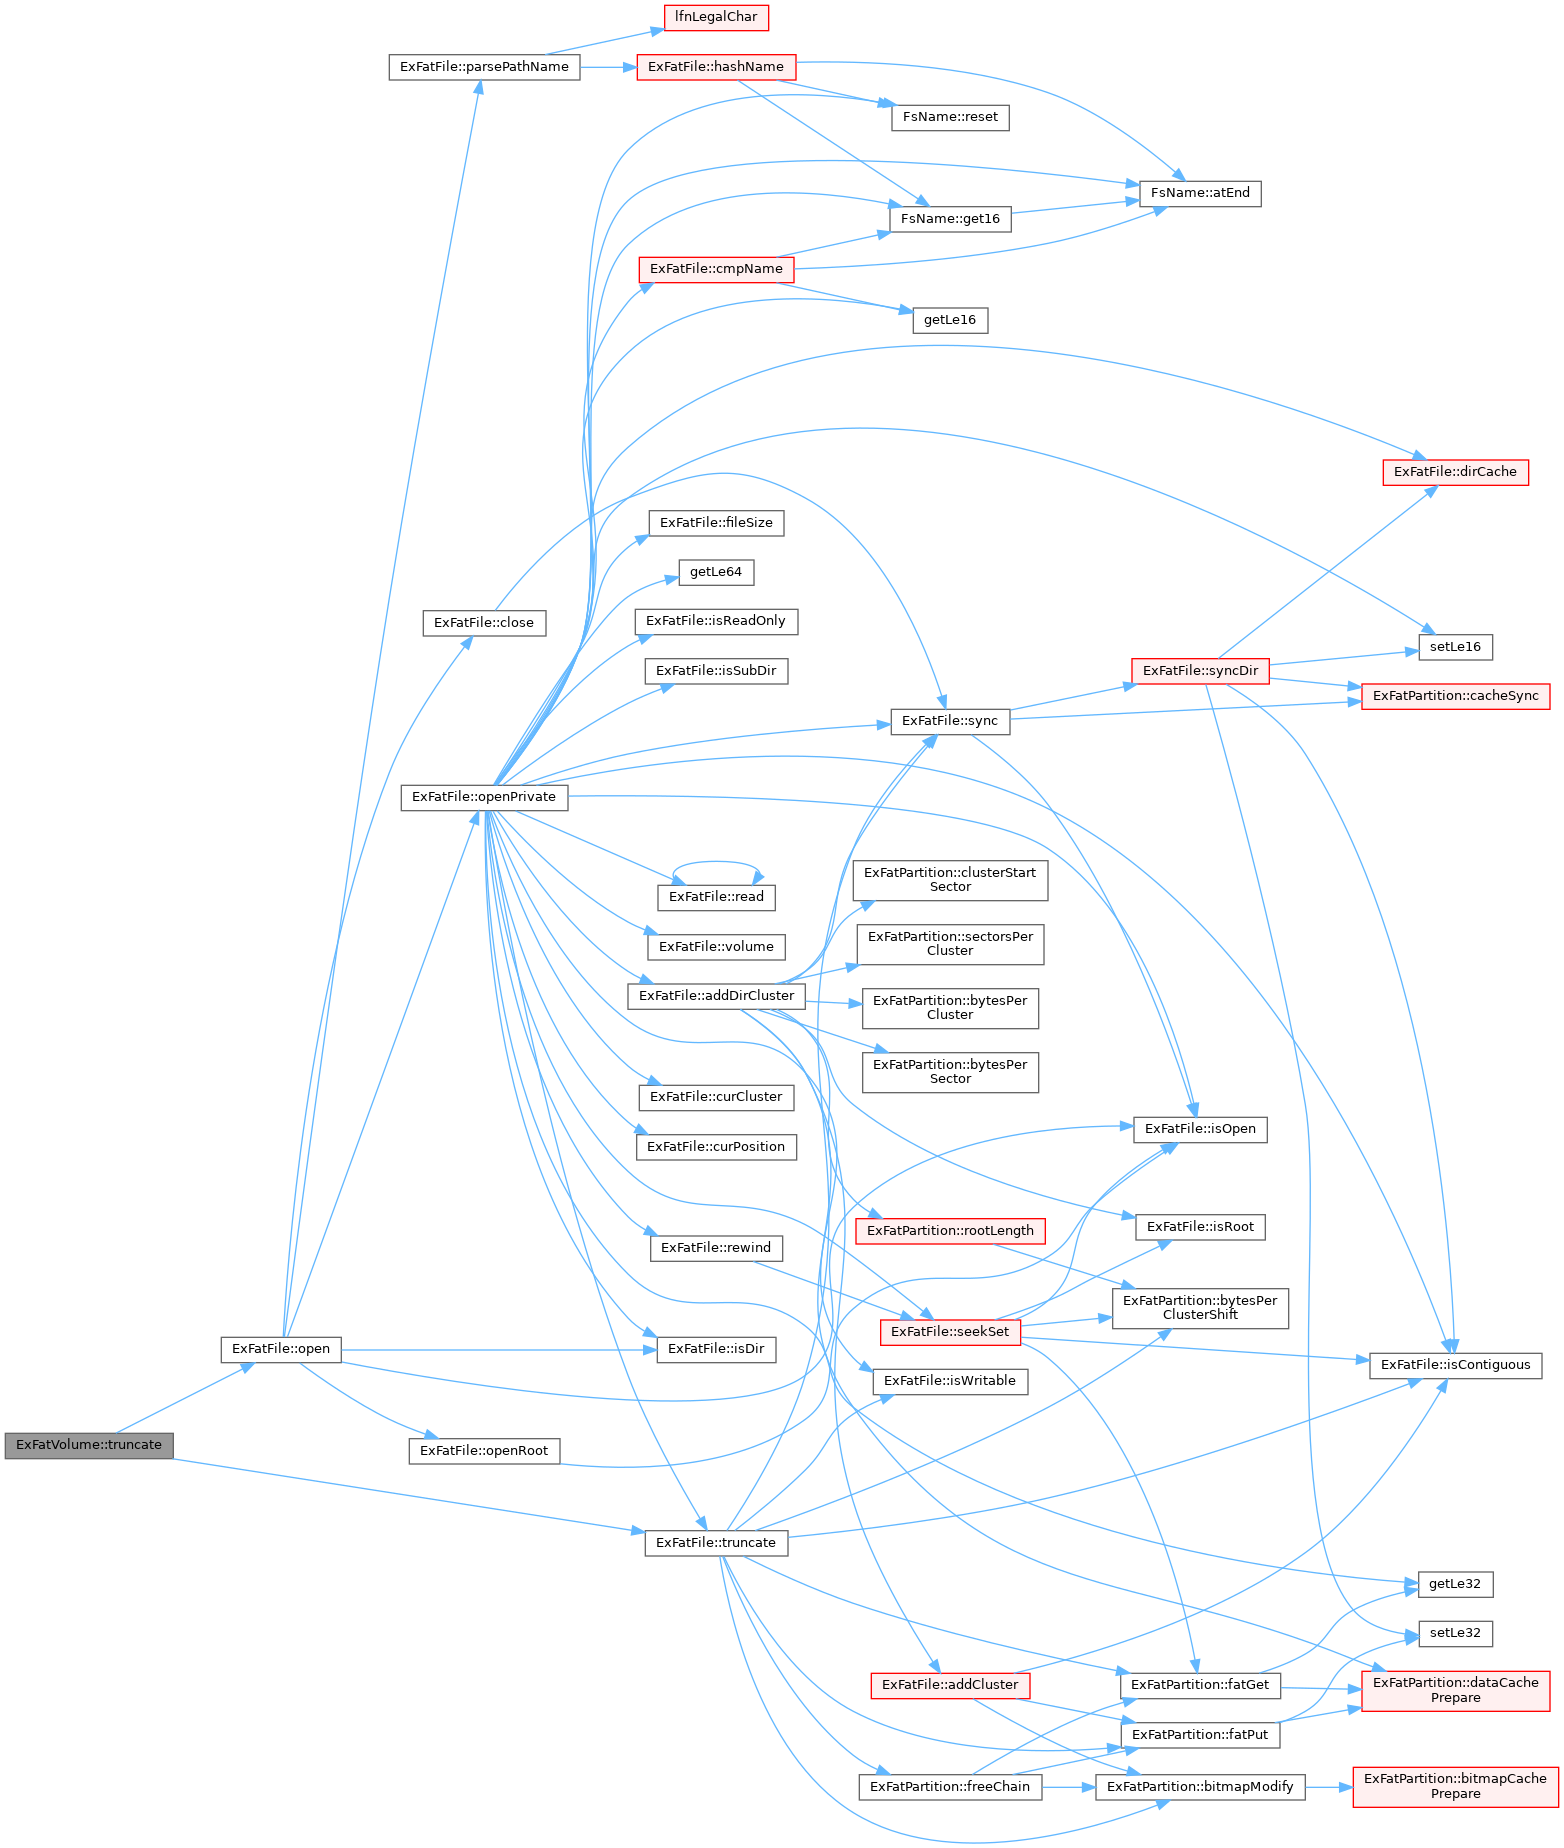 lfnLegalChar
ExFatFile::parsePathName
ExFatFile::hashName
FsName::reset
FsName::atEnd
FsName::get16
ExFatFile::cmpName
getLe16
ExFatFile::dirCache
ExFatFile::fileSize
getLe64
ExFatFile::isReadOnly
ExFatFile::close
setLe16
ExFatFile::isSubDir
ExFatFile::syncDir
ExFatPartition::cacheSync
ExFatFile::sync
ExFatFile::openPrivate
ExFatPartition::clusterStart
Sector
ExFatFile::read
ExFatPartition::sectorsPer
Cluster
ExFatFile::volume
ExFatFile::addDirCluster
ExFatPartition::bytesPer
Cluster
ExFatPartition::bytesPer
Sector
ExFatFile::curCluster
ExFatFile::isOpen
ExFatFile::curPosition
ExFatPartition::rootLength
ExFatFile::isRoot
ExFatFile::rewind
ExFatPartition::bytesPer
ClusterShift
ExFatFile::seekSet
ExFatFile::open
ExFatFile::isDir
ExFatFile::isContiguous
ExFatFile::isWritable
ExFatVolume::truncate
ExFatFile::openRoot
ExFatFile::truncate
getLe32
setLe32
ExFatFile::addCluster
ExFatPartition::fatGet
ExFatPartition::dataCache
Prepare
ExFatPartition::fatPut
ExFatPartition::freeChain
ExFatPartition::bitmapModify
ExFatPartition::bitmapCache
Prepare